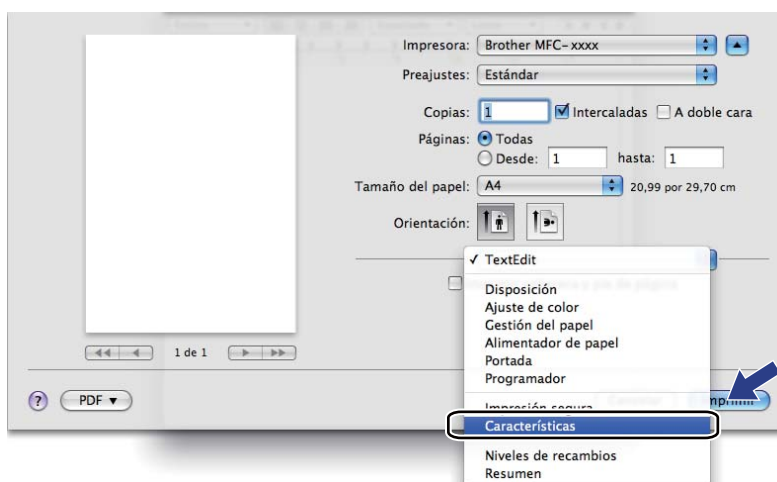 Impresora: Brother MFC-xxxx
Preajustes: Estándar
Copias: 1 Intercaladas A doble cara
Páginas: Todas
Desde: 1 hasta: 1
Tamaño del papel: A4 20,99 por 29,70 cm
Orientación:
✓ TextEdit
Disposición
Ajuste de color
Gestión del papel
Alimentador de papel
1 de 1
Portada
Programador
? PDF ▼
Impresión segura
Imprimir
Características
Niveles de recambios
Resumen